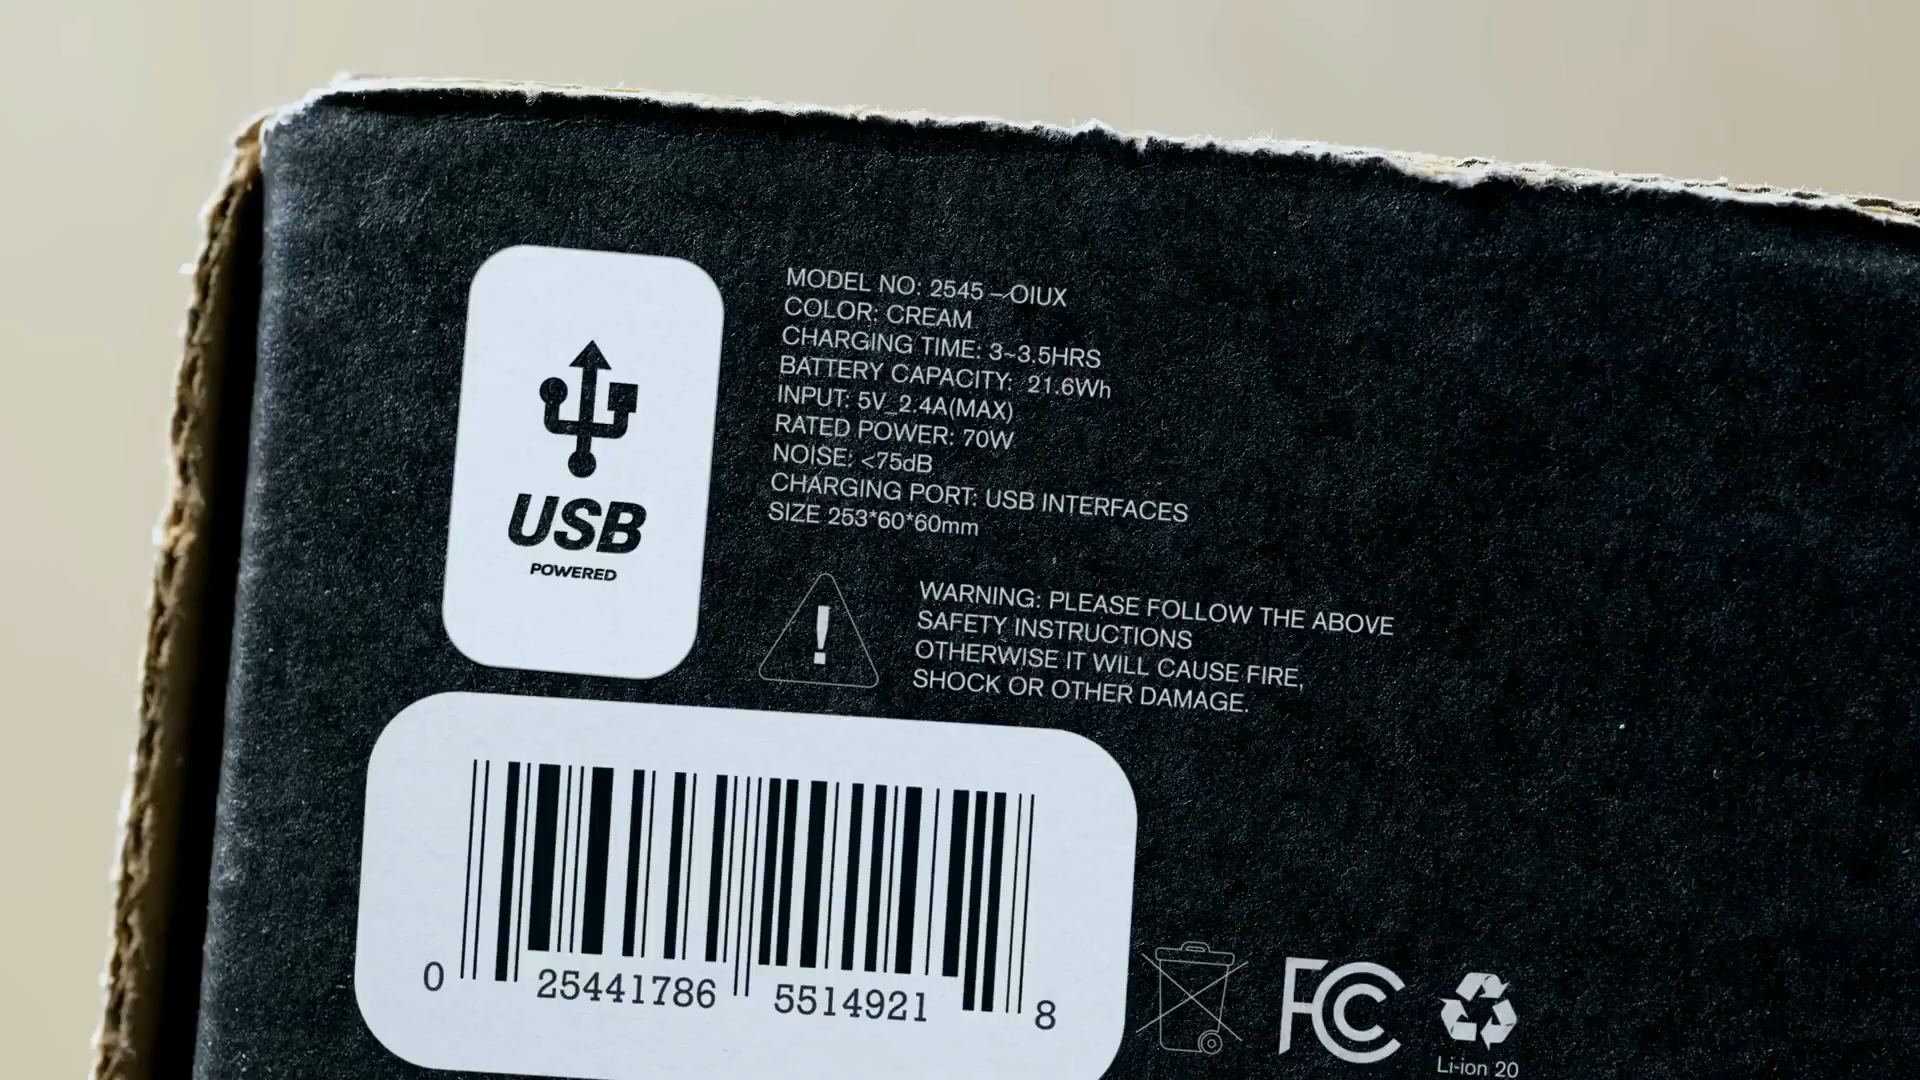 MODEL NO: 2545 –OIUX
COLOR: CREAM
CHARGING TIME: 3~3.5HRS
BATTERY CAPACITY: 21.6Wh
INPUT: 5V_2.4A(MAX)
RATED POWER: 70W
NOISE: <75dB
CHARGING PORT: USB INTERFACES
SIZE 253*60*60mm
USB
POWERED
!
WARNING: PLEASE FOLLOW THE ABOVE
SAFETY INSTRUCTIONS
OTHERWISE IT WILL CAUSE FIRE,
SHOCK OR OTHER DAMAGE.
0 25441786 5514921 8
FC
Li-ion 20